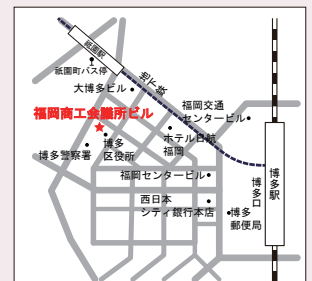 祇園駅
祇園町バス停
地下鉄
大博多ビル
福岡交通
センタービル
福岡商工会議所ビル
ホテル日航
福岡
博多
区役所
博多警察署
福岡センタービル
博多駅
博多口
西日本
シティ銀行本店
博多
郵便局